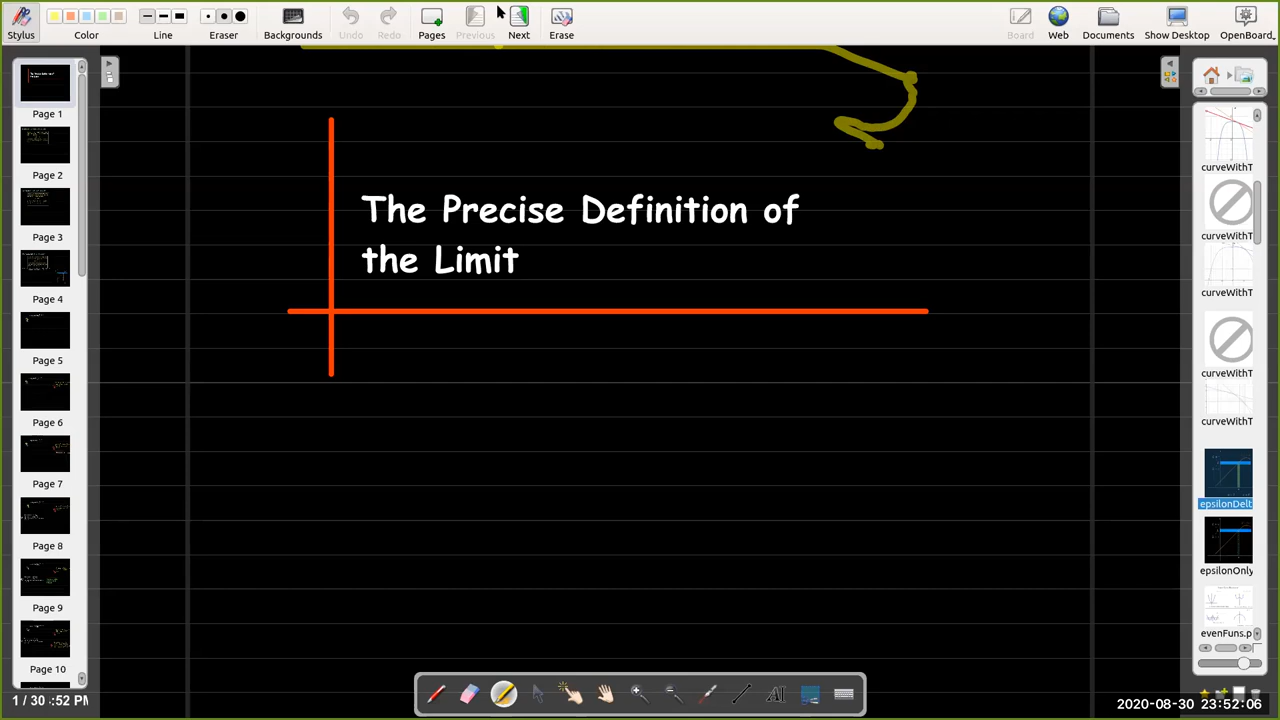 Stylus
Color
Line
Eraser
Backgrounds
Undo
Redo
Pages
Previous
Next
Erase
Board
Web
Documents
Show Desktop
OpenBoard
Page 1
Page 2
Page 3
Page 4
Page 5
Page 6
Page 7
Page 8
Page 9
Page 10
The Precise Definition of
the Limit
curveWithT
curveWithT
curveWithT
curveWithT
curveWithT
epsilonDelt
epsilonOnly
evenFuns.p
AI
1 / 30
:52 PM
2020-08-30 23:52:06